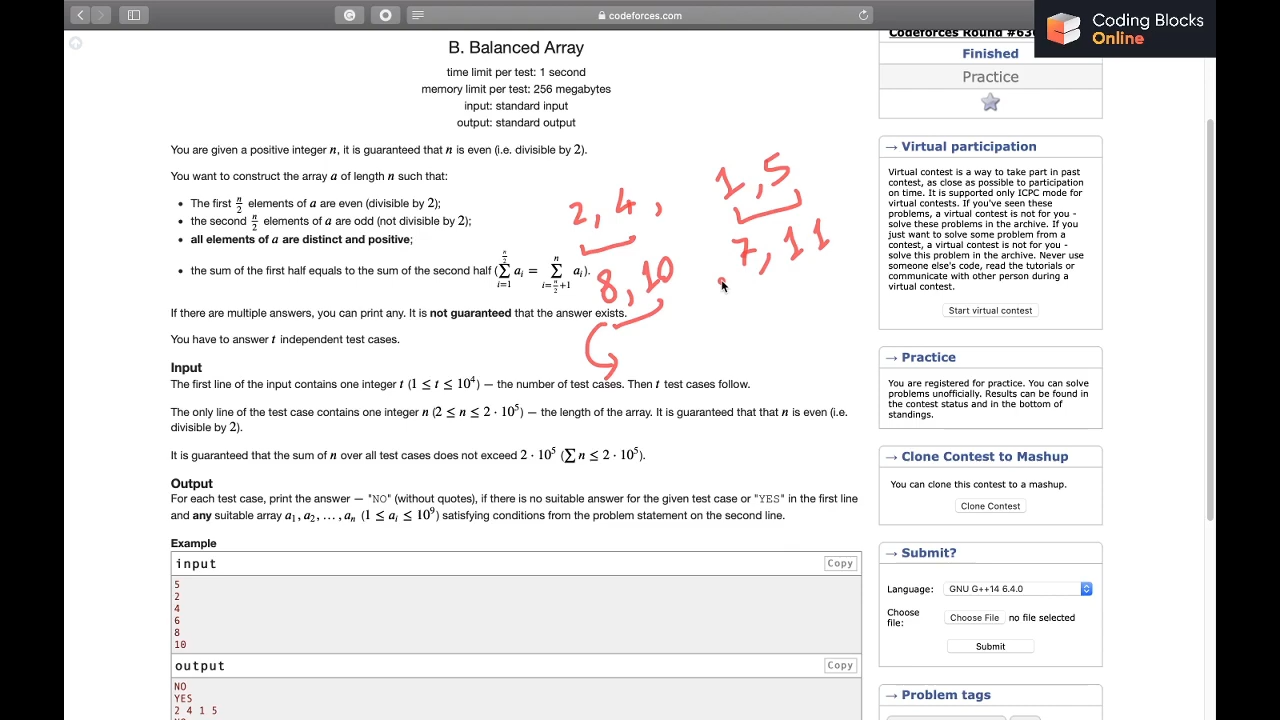 codeforces.com
Coding Blocks
Online
B. Balanced Array
time limit per test: 1 second
memory limit per test: 256 megabytes
input: standard input
output: standard output
You are given a positive integer n, it is guaranteed that n is even (i.e. divisible by 2).
You want to construct the array a of length n such that:
• The first n/2 elements of a are even (divisible by 2);
• the second n/2 elements of a are odd (not divisible by 2);
• all elements of a are distinct and positive;
• the sum of the first half equals to the sum of the second half (∑_{i=1}^{n/2} a_i = ∑_{i=n/2+1}^{n} a_i).
If there are multiple answers, you can print any. It is not guaranteed that the answer exists.
You have to answer t independent test cases.
2, 4, 1, 5
8, 10, 7, 11
Input
The first line of the input contains one integer t (1 ≤ t ≤ 10^4) — the number of test cases. Then t test cases follow.
The only line of the test case contains one integer n (2 ≤ n ≤ 2 · 10^5) — the length of the array. It is guaranteed that that n is even (i.e.
divisible by 2).
It is guaranteed that the sum of n over all test cases does not exceed 2 · 10^5 (∑ n ≤ 2 · 10^5).
Output
For each test case, print the answer — "NO" (without quotes), if there is no suitable answer for the given test case or "YES" in the first line
and any suitable array a_1, a_2, …, a_n (1 ≤ a_i ≤ 10^9) satisfying conditions from the problem statement on the second line.
Example
input
Copy
5
2
4
6
8
10
output
Copy
NO
YES
2 4 1 5
Finished
Practice
→ Virtual participation
Virtual contest is a way to take part in past
contest, as close as possible to participation
on time. It is supported only ICPC mode for
virtual contests. If you've seen these
problems, a virtual contest is not for you -
solve these problems in the archive. If you
just want to solve some problem from a
contest, a virtual contest is not for you -
solve this problem in the archive. Never use
someone else's code, read the tutorials or
communicate with other person during a
virtual contest.
Start virtual contest
→ Practice
You are registered for practice. You can solve
problems unofficially. Results can be found in
the contest status and in the bottom of
standings.
→ Clone Contest to Mashup
You can clone this contest to a mashup.
Clone Contest
→ Submit?
Language: GNU G++14 6.4.0
Choose
file: Choose File no file selected
Submit
→ Problem tags